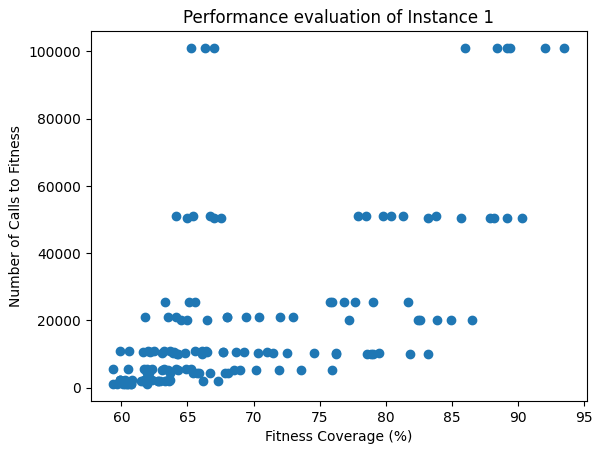 Performance evaluation of Instance 1
100000
80000
60000
40000
20000
0
Number of Calls to Fitness
60 65 70 75 80 85 90 95
Fitness Coverage (%)